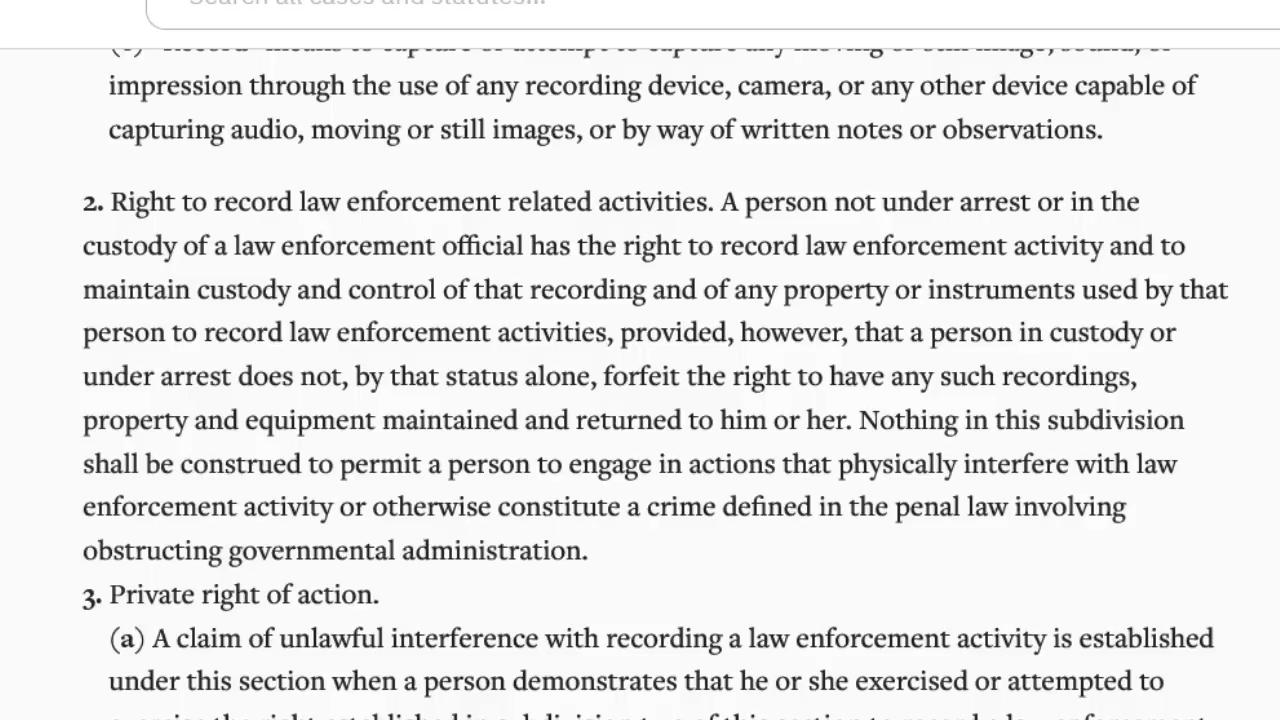 Search all cases and statutes...
impression through the use of any recording device, camera, or any other device capable of
capturing audio, moving or still images, or by way of written notes or observations.
2. Right to record law enforcement related activities. A person not under arrest or in the
custody of a law enforcement official has the right to record law enforcement activity and to
maintain custody and control of that recording and of any property or instruments used by that
person to record law enforcement activities, provided, however, that a person in custody or
under arrest does not, by that status alone, forfeit the right to have any such recordings,
property and equipment maintained and returned to him or her. Nothing in this subdivision
shall be construed to permit a person to engage in actions that physically interfere with law
enforcement activity or otherwise constitute a crime defined in the penal law involving
obstructing governmental administration.
3. Private right of action.
(a) A claim of unlawful interference with recording a law enforcement activity is established
under this section when a person demonstrates that he or she exercised or attempted to